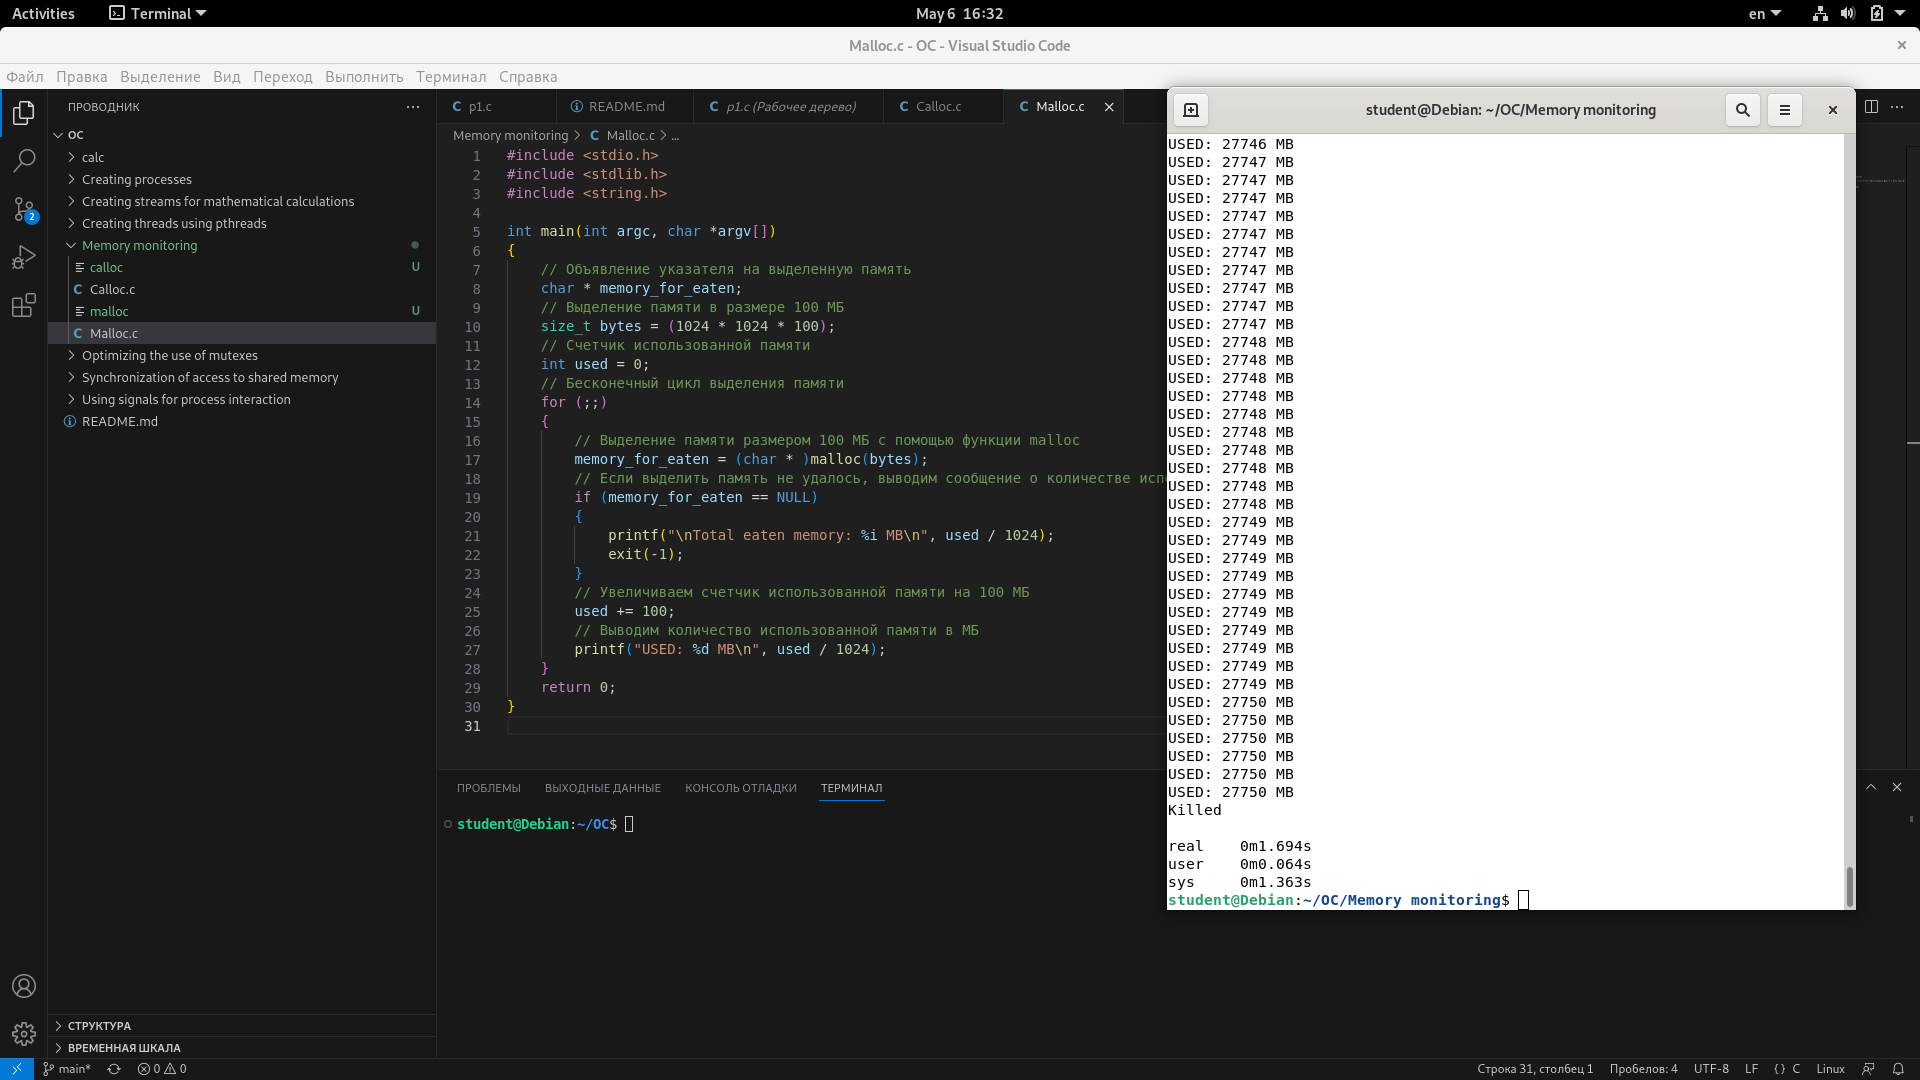 Activities
Terminal
May 6 16:32
en
Malloc.c - OC - Visual Studio Code
Файл Правка Выделение Вид Переход Выполнить Терминал Справка
ПРОВОДНИК
OC
calc
Creating processes
Creating streams for mathematical calculations
Creating threads using pthreads
Memory monitoring
calloc U
Calloc.c
malloc U
Malloc.c
Optimizing the use of mutexes
Synchronization of access to shared memory
Using signals for process interaction
README.md
2
СТРУКТУРА
ВРЕМЕННАЯ ШКАЛА
p1.c
README.md
p1.c (Рабочее дерево)
Calloc.c
Malloc.c
Memory monitoring > C Malloc.c > ...
1 #include <stdio.h>
2 #include <stdlib.h>
3 #include <string.h>
4
5 int main(int argc, char *argv[])
6 {
7 // Объявление указателя на выделенную память
8 char * memory_for_eaten;
9 // Выделение памяти в размере 100 МБ
10 size_t bytes = (1024 * 1024 * 100);
11 // Счетчик использованной памяти
12 int used = 0;
13 // Бесконечный цикл выделения памяти
14 for (;;)
15 {
16 // Выделение памяти размером 100 МБ с помощью функции malloc
17 memory_for_eaten = (char * )malloc(bytes);
18 // Если выделить память не удалось, выводим сообщение о количестве исп
19 if (memory_for_eaten == NULL)
20 {
21 printf("\nTotal eaten memory: %i MB\n", used / 1024);
22 exit(-1);
23 }
24 // Увеличиваем счетчик использованной памяти на 100 МБ
25 used += 100;
26 // Выводим количество использованной памяти в МБ
27 printf("USED: %d MB\n", used / 1024);
28 }
29 return 0;
30 }
31
ПРОБЛЕМЫ ВЫХОДНЫЕ ДАННЫЕ КОНСОЛЬ ОТЛАДКИ ТЕРМИНАЛ
student@Debian:~/OC$
student@Debian: ~/OC/Memory monitoring
USED: 27746 MB
USED: 27747 MB
USED: 27747 MB
USED: 27747 MB
USED: 27747 MB
USED: 27747 MB
USED: 27747 MB
USED: 27747 MB
USED: 27747 MB
USED: 27747 MB
USED: 27747 MB
USED: 27748 MB
USED: 27748 MB
USED: 27748 MB
USED: 27748 MB
USED: 27748 MB
USED: 27748 MB
USED: 27748 MB
USED: 27748 MB
USED: 27748 MB
USED: 27748 MB
USED: 27749 MB
USED: 27749 MB
USED: 27749 MB
USED: 27749 MB
USED: 27749 MB
USED: 27749 MB
USED: 27749 MB
USED: 27749 MB
USED: 27749 MB
USED: 27749 MB
USED: 27750 MB
USED: 27750 MB
USED: 27750 MB
USED: 27750 MB
USED: 27750 MB
USED: 27750 MB
Killed
real 0m1.694s
user 0m0.064s
sys 0m1.363s
student@Debian:~/OC/Memory monitoring$
main* 0 0
Строка 31, столбец 1 Пробелов: 4 UTF-8 LF {} C Linux